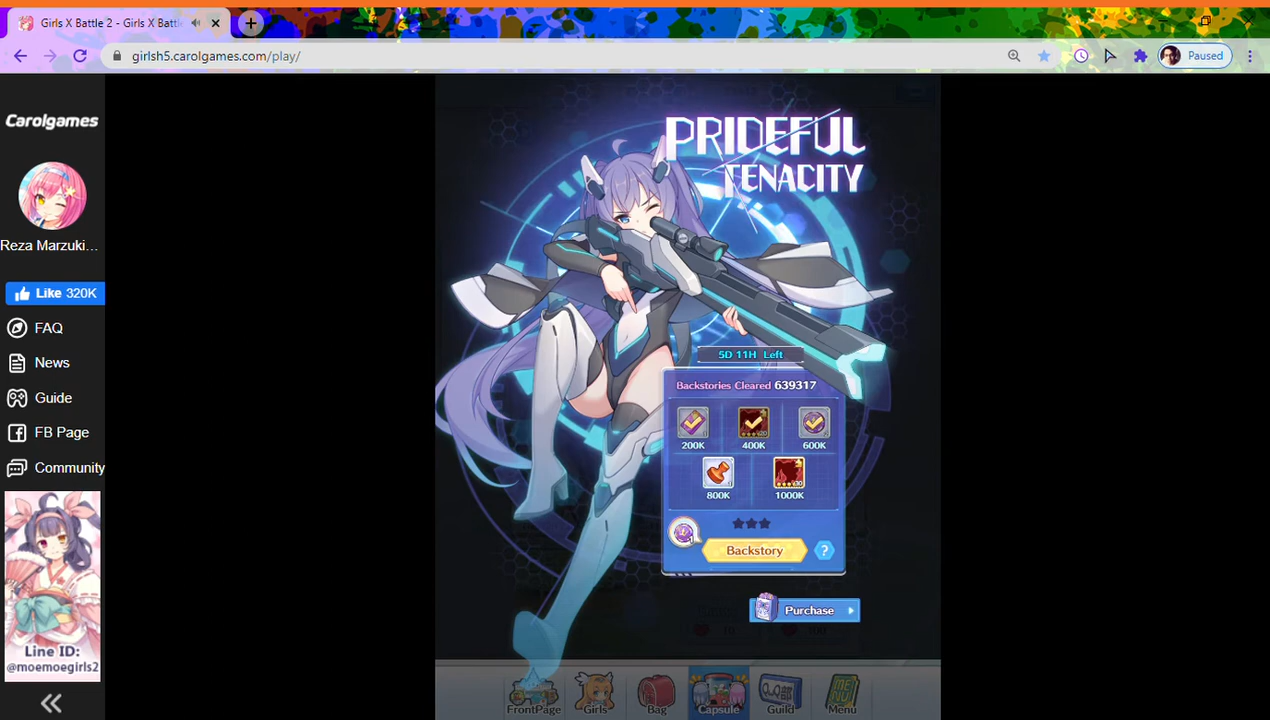 Girls X Battle 2 - Girls X Battl
girlsh5.carolgames.com/play/
Paused
Carolgames
Reza Marzuki...
Like 320K
FAQ
News
Guide
FB Page
Community
Line ID:
@moemoegirls2
PRIDEFUL
TENACITY
5D 11H Left
Backstories Cleared 639317
200K
400K
600K
800K
1000K
Backstory
?
Purchase
FrontPage
Girls
Bag
Capsule
Guild
Menu